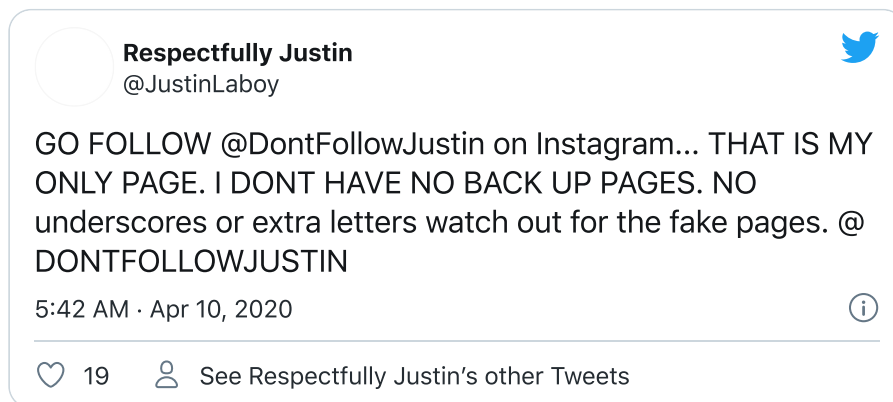 Respectfully Justin
@JustinLaboy
GO FOLLOW @DontFollowJustin on Instagram... THAT IS MY
ONLY PAGE. I DONT HAVE NO BACK UP PAGES. NO
underscores or extra letters watch out for the fake pages. @
DONTFOLLOWJUSTIN
5:42 AM · Apr 10, 2020
19 See Respectfully Justin’s other Tweets